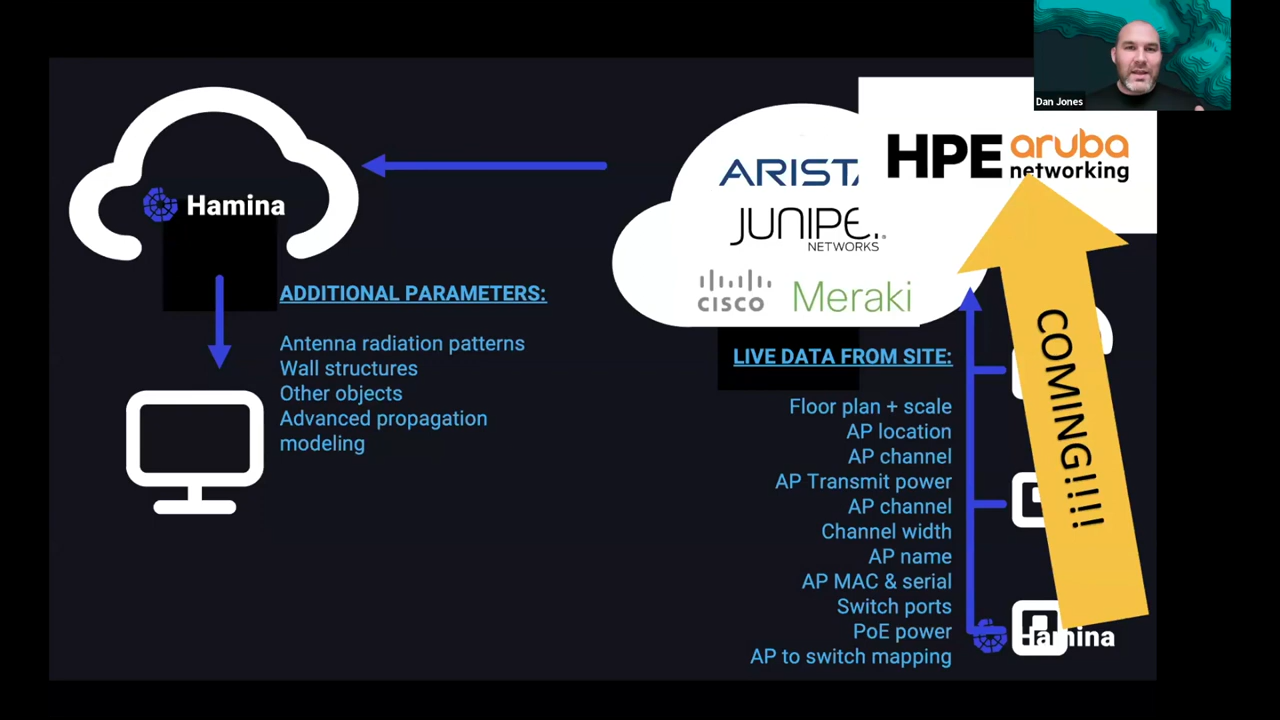 Dan Jones
HPE aruba
networking
ARISTA
JUNIPE.
NETWORKS
CISCO
Meraki
Hamina
ADDITIONAL PARAMETERS:
Antenna radiation patterns
Wall structures
Other objects
Advanced propagation
modeling
LIVE DATA FROM SITE:
Floor plan + scale
AP location
AP channel
AP Transmit power
AP channel
Channel width
AP name
AP MAC & serial
Switch ports
PoE power
AP to switch mapping
COMING!!!!
Hamina